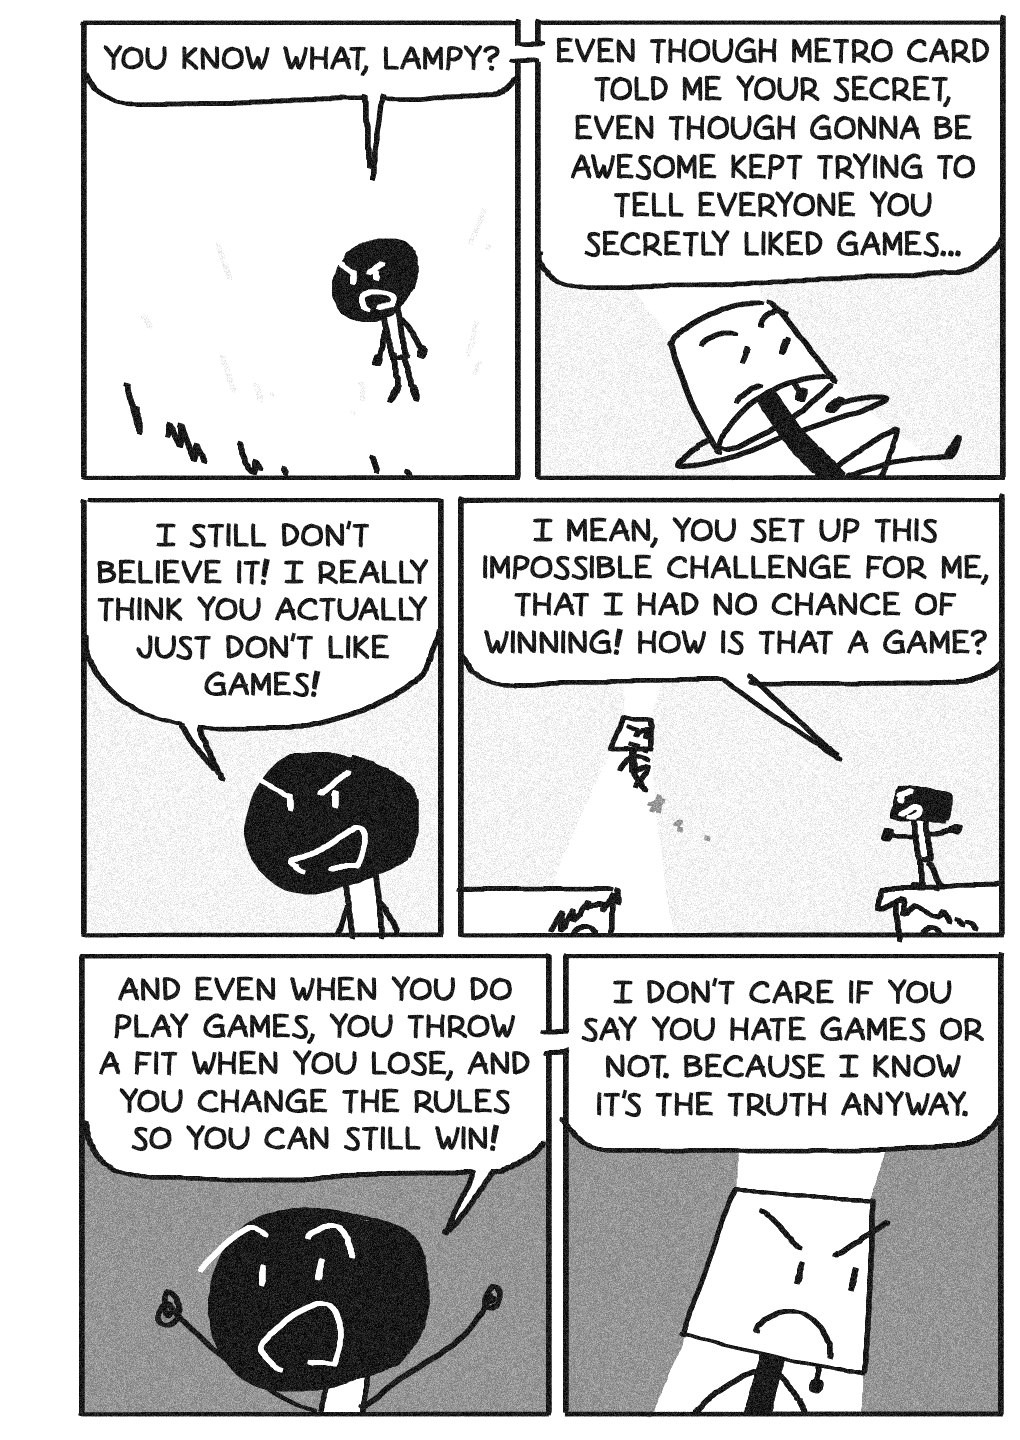 YOU KNOW WHAT, LAMPY?
EVEN THOUGH METRO CARD
TOLD ME YOUR SECRET,
EVEN THOUGH GONNA BE
AWESOME KEPT TRYING TO
TELL EVERYONE YOU
SECRETLY LIKED GAMES...
I STILL DON'T
BELIEVE IT! I REALLY
THINK YOU ACTUALLY
JUST DON'T LIKE
GAMES!
I MEAN, YOU SET UP THIS
IMPOSSIBLE CHALLENGE FOR ME,
THAT I HAD NO CHANCE OF
WINNING! HOW IS THAT A GAME?
AND EVEN WHEN YOU DO
PLAY GAMES, YOU THROW
A FIT WHEN YOU LOSE, AND
YOU CHANGE THE RULES
SO YOU CAN STILL WIN!
I DON'T CARE IF YOU
SAY YOU HATE GAMES OR
NOT. BECAUSE I KNOW
IT'S THE TRUTH ANYWAY.